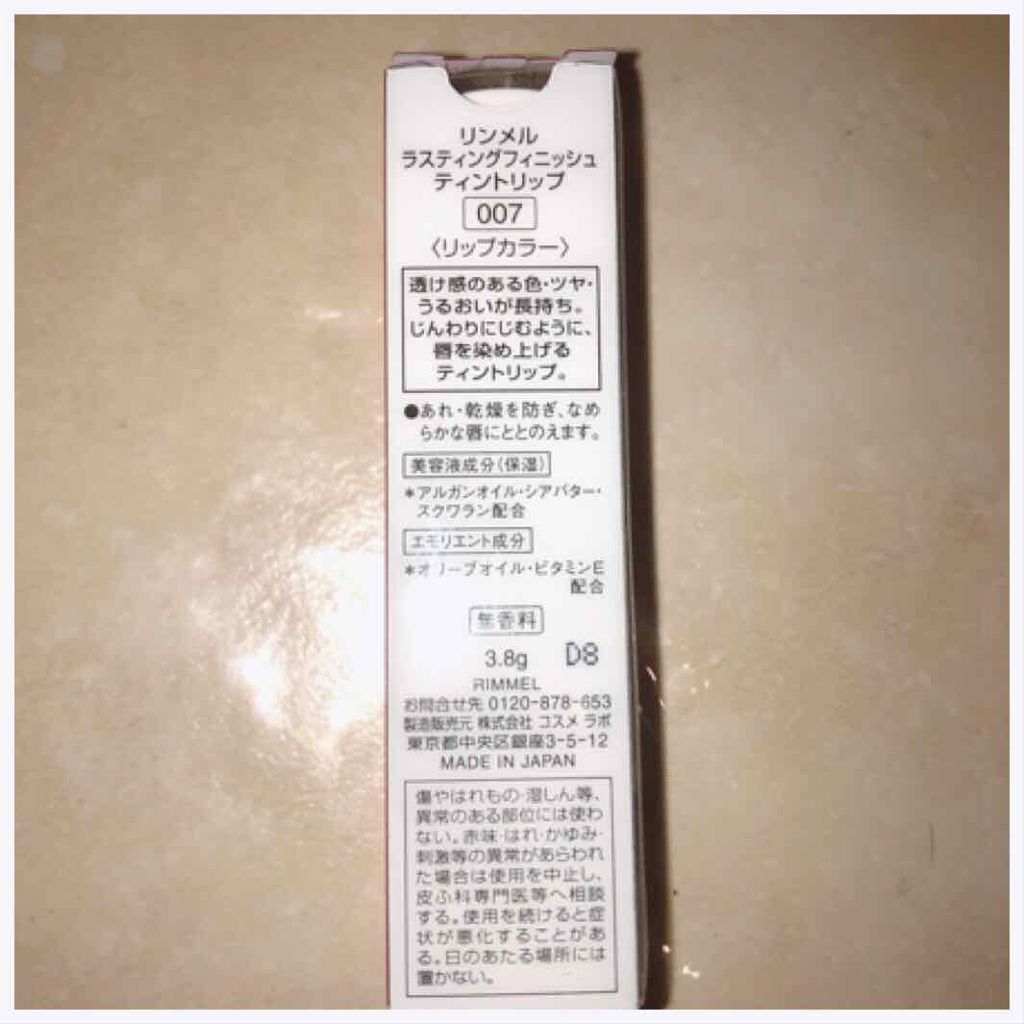 リンメル
ラスティングフィニッシュ
ティントリップ
007
〈リップカラー〉
透け感のある色・ツヤ・
うるおいが長持ち。
じんわりにじむように、
唇を染め上げる
ティントリップ。
●あれ・乾燥を防ぎ、なめ
らかな唇にととのえます。
美容液成分(保湿)
*アルガンオイル・シアバター・
スクワラン配合
エモリエント成分
*オリーブオイル・ビタミンE
配合
無香料
3.8g D8
RIMMEL
お問合せ先 0120-878-653
製造販売元 株式会社 コスメ ラボ
東京都中央区銀座3-5-12
MADE IN JAPAN
傷やはれもの・湿しん等、
異常のある部位には使わ
ない。赤味・はれ・かゆみ・
刺激等の異常があらわれ
た場合は使用を中止し、
皮ふ科専門医等へ相談
する。使用を続けると症
状が悪化することがあ
る。日のあたる場所には
置かない。